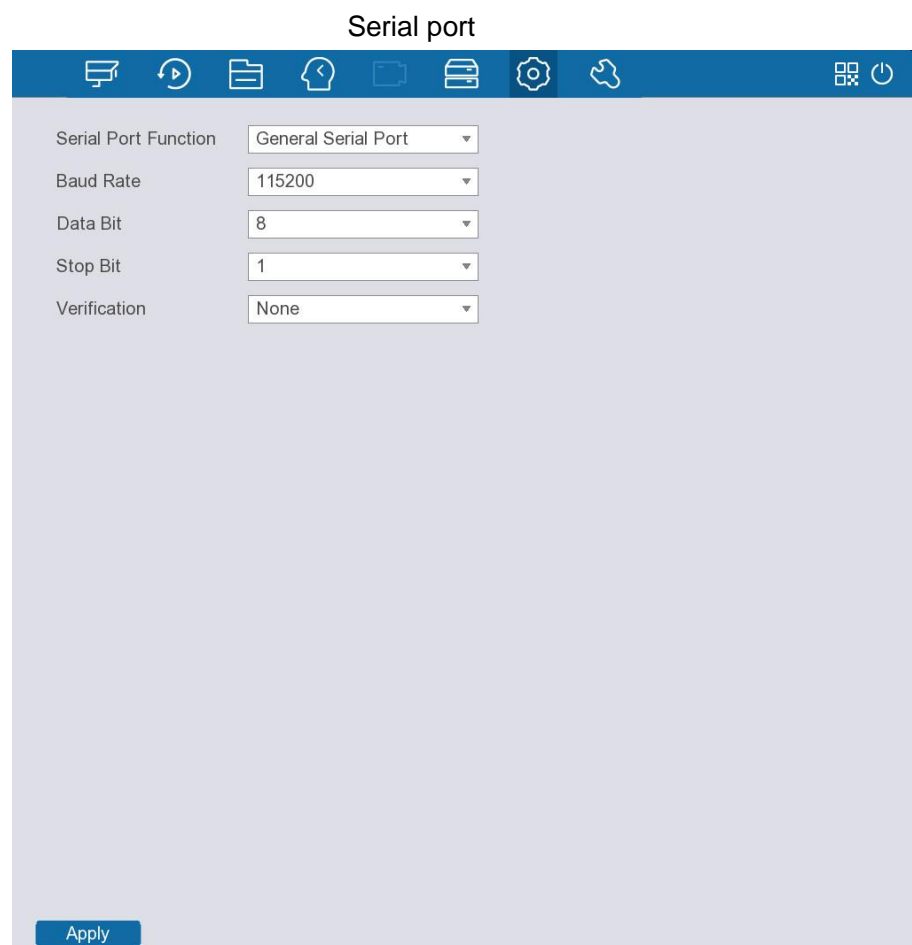 Serial port
Serial Port Function General Serial Port
Baud Rate 115200
Data Bit 8
Stop Bit 1
Verification None
Apply